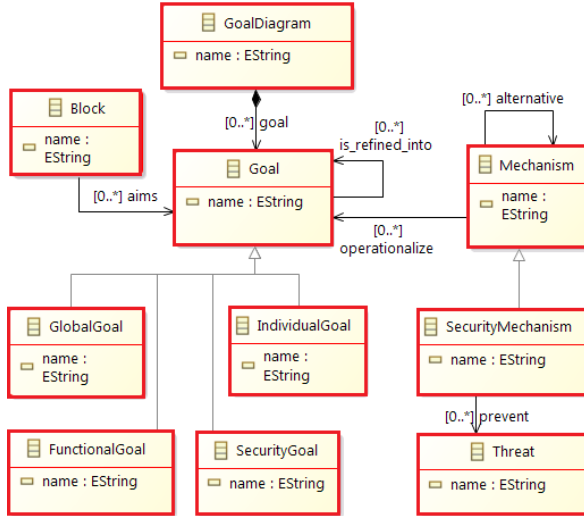 GoalDiagram
name : EString
Block
name :
EString
[0..*] goal
[0..*] alternative
[0..*]
is_refined_into
Goal
name : EString
Mechanism
name :
EString
[0..*] aims
[0..*]
operationalize
GlobalGoal
name :
EString
IndividualGoal
name :
EString
SecurityMechanism
name : EString
[0..*] prevent
FunctionalGoal
name : EString
SecurityGoal
name : EString
Threat
name : EString